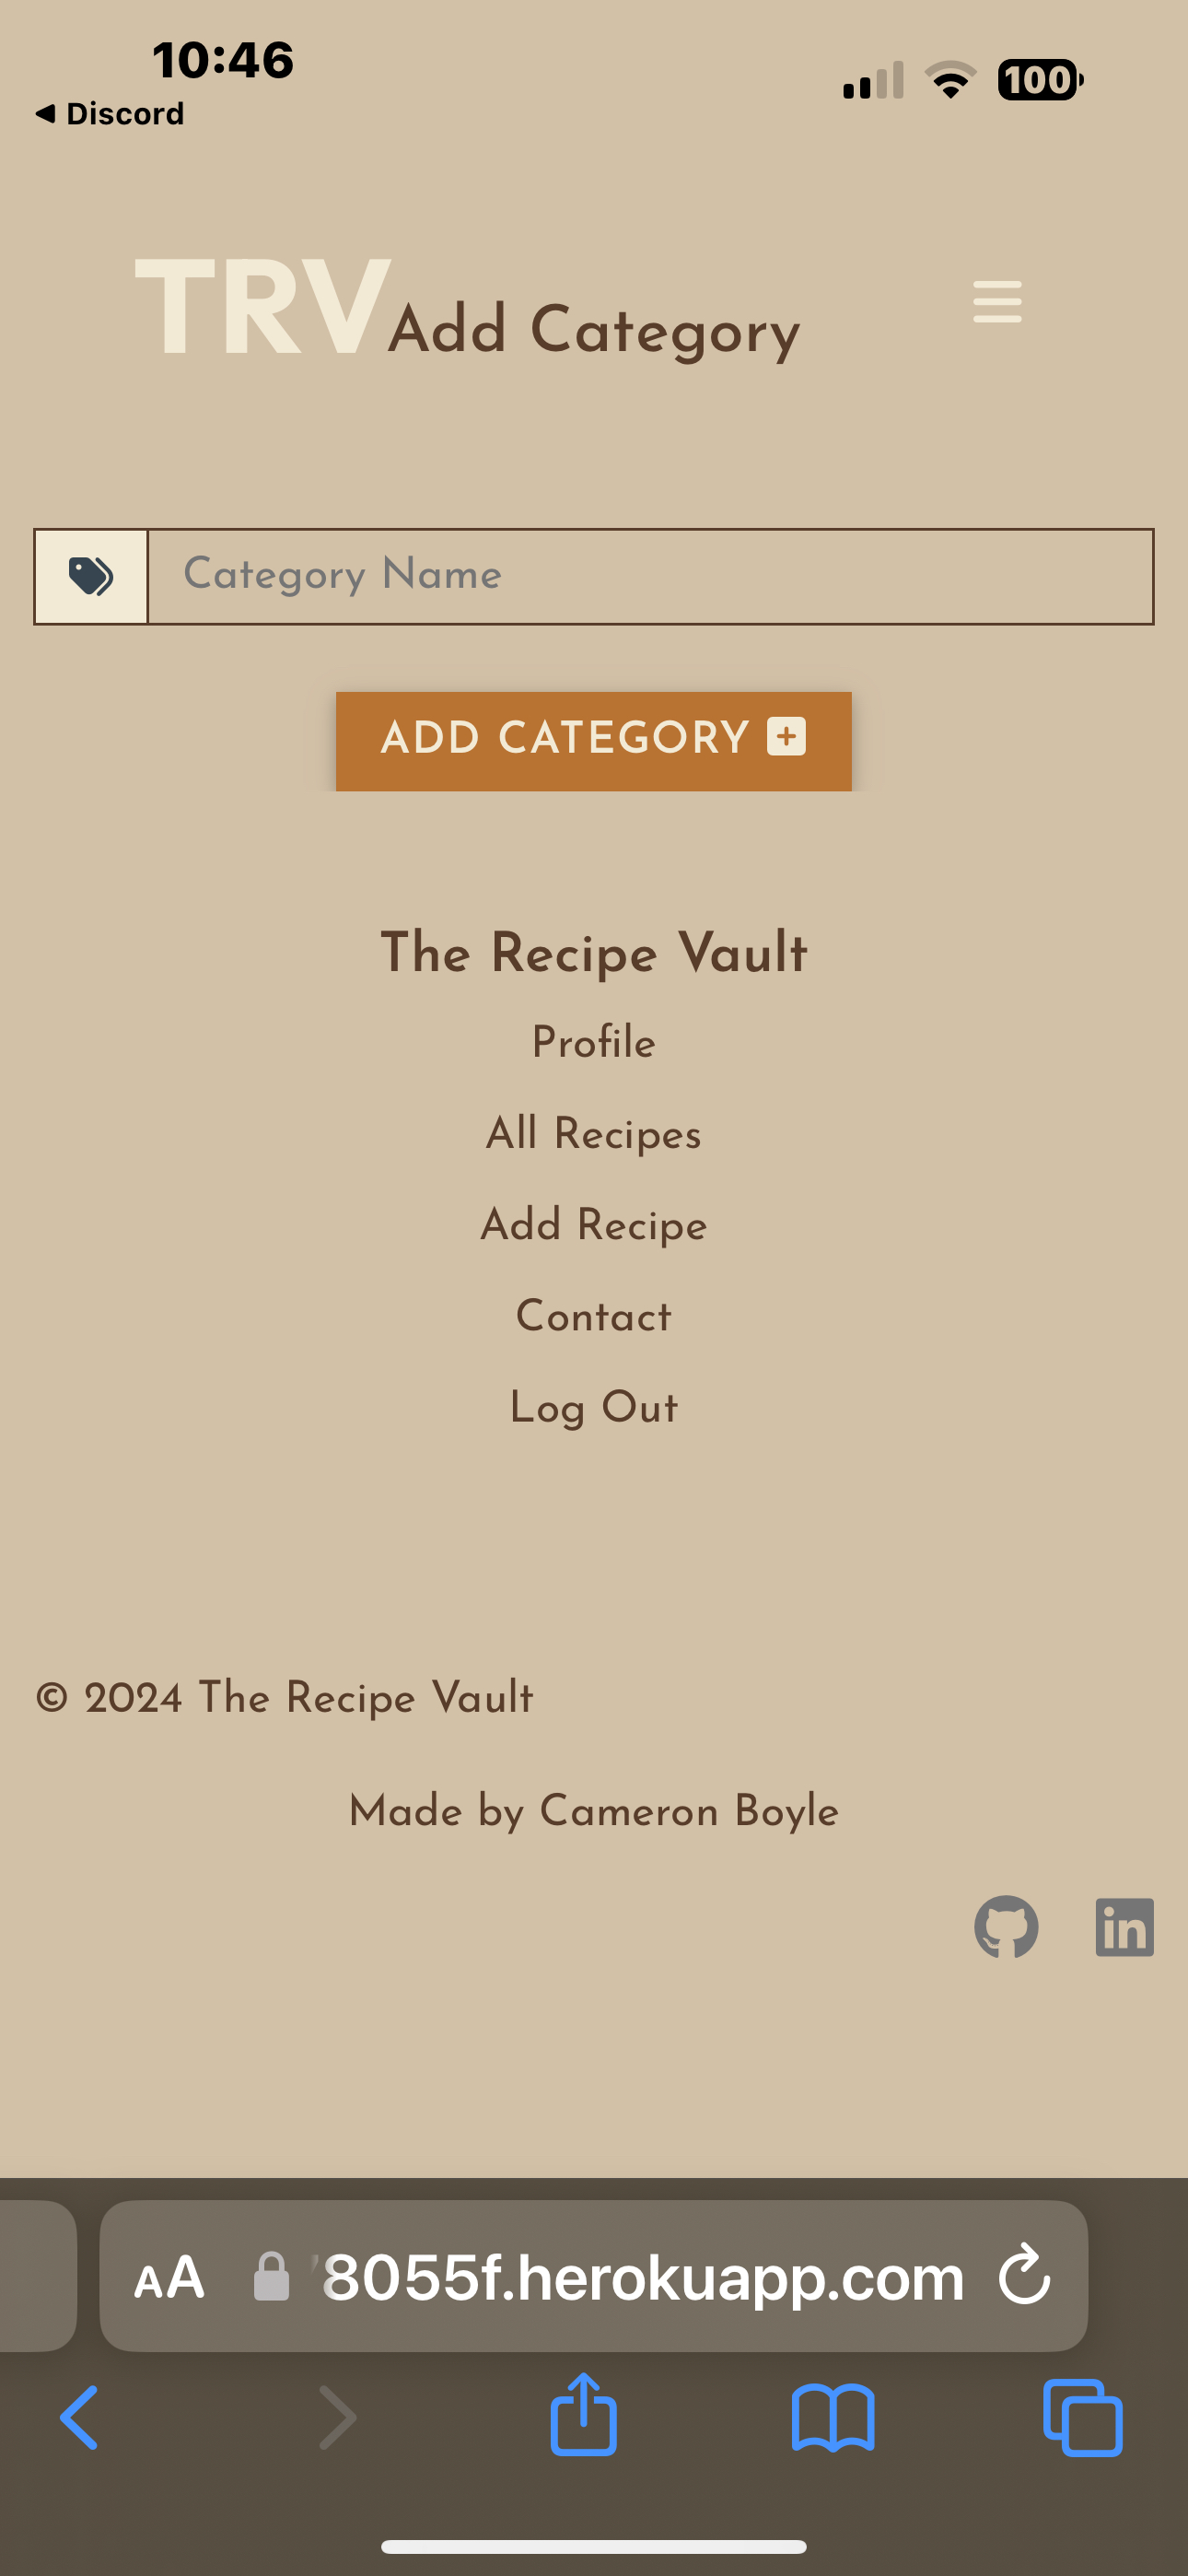 10:46
100
Discord
TRV Add Category
Category Name
ADD CATEGORY
The Recipe Vault
Profile
All Recipes
Add Recipe
Contact
Log Out
© 2024 The Recipe Vault
Made by Cameron Boyle
in
AA 8055f.herokuapp.com